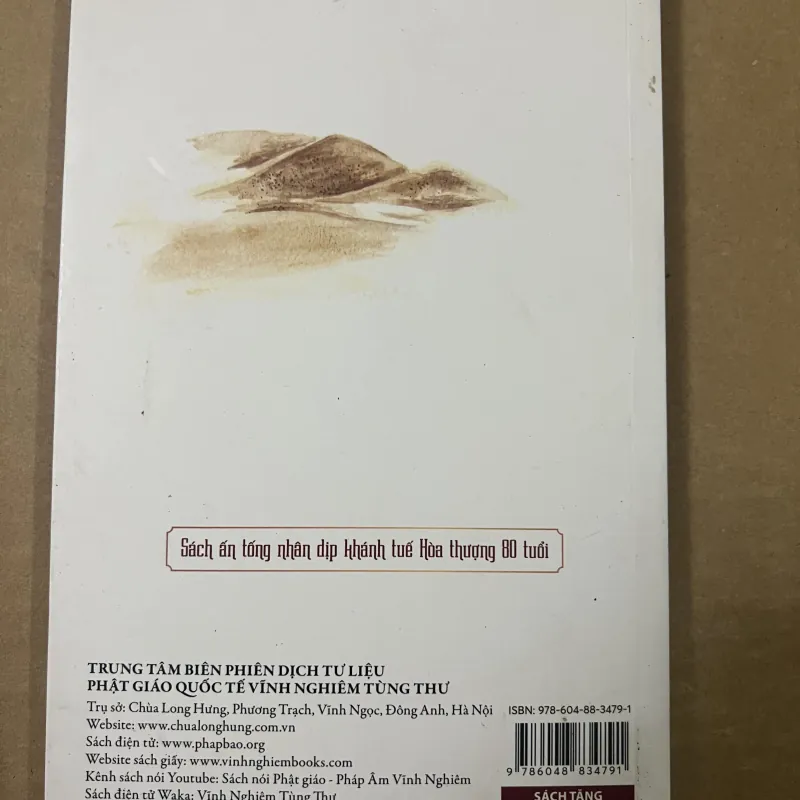 Sách ấn tống nhân dịp khánh tuế Hòa thượng 80 tuổi
TRUNG TÂM BIÊN PHIÊN DỊCH TƯ LIỆU
PHẬT GIÁO QUỐC TẾ VĨNH NGHIÊM TÙNG THƯ
Trụ sở: Chùa Long Hưng, Phương Trạch, Vĩnh Ngọc, Đông Anh, Hà Nội
Website: www.chualonghung.com.vn
Sách điện tử: www.phapbao.org
Website sách giấy: www.vinhnghiembooks.com
Kênh sách nói Youtube: Sách nói Phật giáo - Pháp Âm Vĩnh Nghiêm
Sách điện tử Waka: Vĩnh Nghiêm Tùng Thư
ISBN: 978-604-88-3479-1
9 786048 834791
SÁCH TẶNG